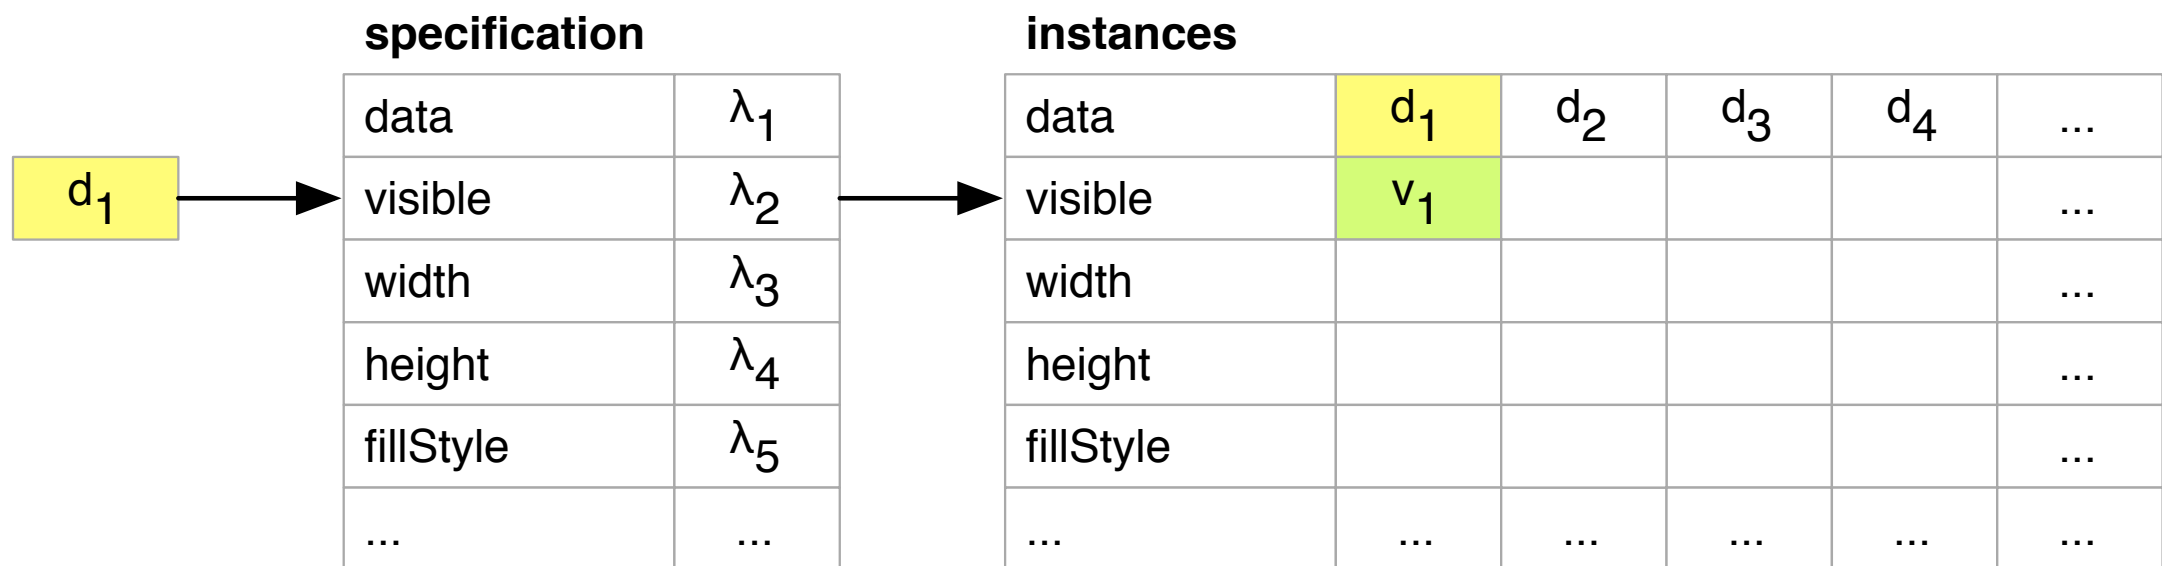 specification instances
data λ1 data d1 d2 d3 d4 ...
d1 visible λ2 visible v1 ...
width λ3 width ...
height λ4 height ...
fillStyle λ5 fillStyle ...
... ... ... ... ... ... ... ...